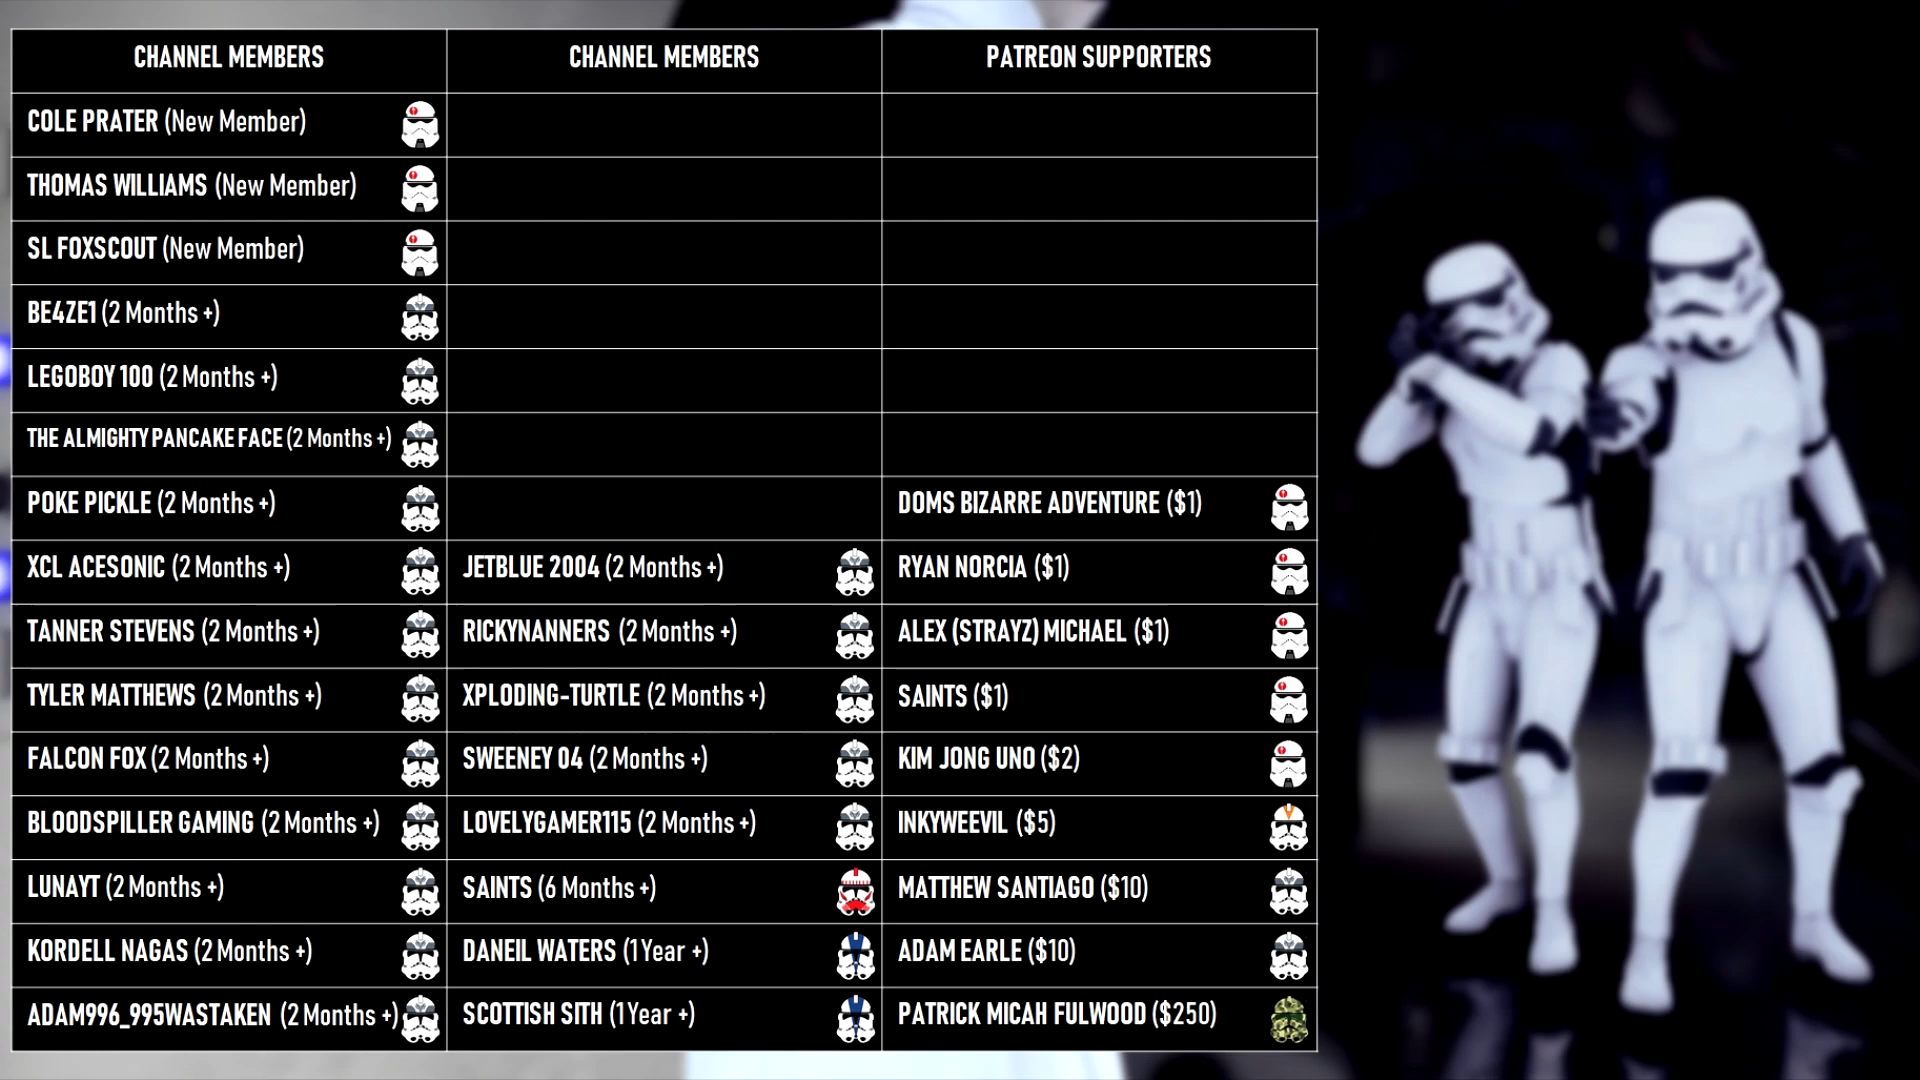 CHANNEL MEMBERS CHANNEL MEMBERS PATREON SUPPORTERS
COLE PRATER (New Member)
THOMAS WILLIAMS (New Member)
SL FOXSCOUT (New Member)
BE4ZE1 (2 Months +)
LEGOBOY 100 (2 Months +)
THE ALMIGHTY PANCAKE FACE (2 Months +)
POKE PICKLE (2 Months +) DOMS BIZARRE ADVENTURE ($1)
XCL ACESONIC (2 Months +) JETBLUE 2004 (2 Months +) RYAN NORCIA ($1)
TANNER STEVENS (2 Months +) RICKYNANNERS (2 Months +) ALEX (STRAYZ) MICHAEL ($1)
TYLER MATTHEWS (2 Months +) XPLODING-TURTLE (2 Months +) SAINTS ($1)
FALCON FOX (2 Months +) SWEENEY 04 (2 Months +) KIM JONG UNO ($2)
BLOODSPILLER GAMING (2 Months +) LOVELYGAMER115 (2 Months +) INKYWEEVIL ($5)
LUNAYT (2 Months +) SAINTS (6 Months +) MATTHEW SANTIAGO ($10)
KORDELL NAGAS (2 Months +) DANEIL WATERS (1 Year +) ADAM EARLE ($10)
ADAM996_995WASTAKEN (2 Months +) SCOTTISH SITH (1 Year +) PATRICK MICAH FULWOOD ($250)